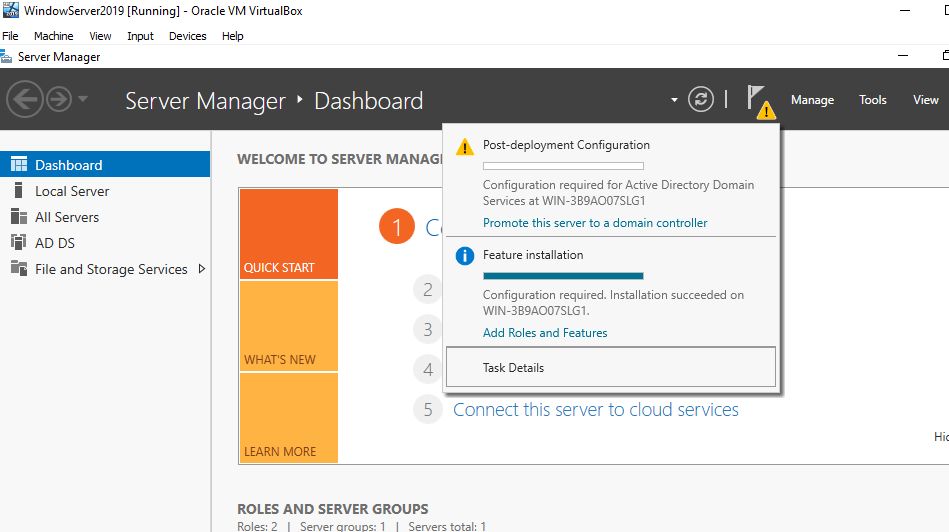 WindowServer2019 [Running] - Oracle VM VirtualBox
File Machine View Input Devices Help
Server Manager
Server Manager ‣ Dashboard
Manage Tools View
Dashboard
Local Server
All Servers
AD DS
File and Storage Services
WELCOME TO SERVER MANAG
QUICK START
WHAT'S NEW
LEARN MORE
1
2
3
4
5 Connect this server to cloud services
Post-deployment Configuration
Configuration required for Active Directory Domain
Services at WIN-3B9AO07SLG1
Promote this server to a domain controller
Feature installation
Configuration required. Installation succeeded on
WIN-3B9AO07SLG1.
Add Roles and Features
Task Details
ROLES AND SERVER GROUPS
Roles: 2 | Server groups: 1 | Servers total: 1